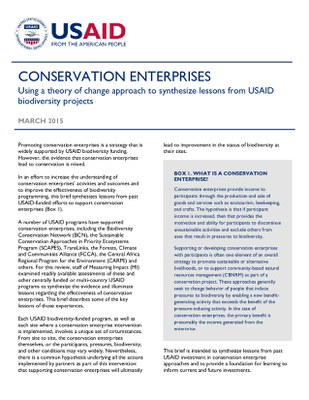 USAID
FROM THE AMERICAN PEOPLE
CONSERVATION ENTERPRISES
Using a theory of change approach to synthesize lessons from USAID
biodiversity projects
MARCH 2015
Promoting conservation enterprises is a strategy that is
widely supported by USAID biodiversity funding.
However, the evidence that conservation enterprises
lead to conservation is mixed.
In an effort to increase the understanding of
conservation enterprises' activities and outcomes and
to improve the effectiveness of biodiversity
programming, this brief synthesizes lessons from past
USAID-funded efforts to support conservation
enterprises (Box 1).
A number of USAID programs have supported
conservation enterprises, including the Biodiversity
Conservation Network (BCN), the Sustainable
Conservation Approaches in Priority Ecosystems
Program (SCAPES), TransLinks, the Forests, Climate
and Communities Alliance (FCCA), the Central Africa
Regional Program for the Environment (CARPE) and
others. For this review, staff of Measuring Impact (MI)
examined readily available assessments of these and
other country-based or multi-country USAID
programs to synthesize the evidence and illuminate
lessons regarding the effectiveness of conservation
enterprises. This brief describes some of the key
lessons of those experiences.
Each USAID biodiversity-funded program, as well as
each site where a conservation enterprise intervention
is implemented, involves a unique set of circumstances.
From site to site, the conservation enterprises
themselves, or the participants, pressures, biodiversity,
and other conditions may vary widely. Nevertheless,
there is a common hypothesis underlying all the actions
implemented by partners as part of this intervention:
that supporting conservation enterprises will ultimately
lead to improvement in the status of biodiversity at
their sites.
BOX 1. WHAT IS A CONSERVATION
ENTERPRISE?
Conservation enterprises provide income to
participants through the production and sale of
goods and services such as ecotourism, beekeeping,
and crafts. The hypothesis is that if participant
income is increased, then that provides the
motivation and ability for participants to discontinue
unsustainable activities and exclude others from
uses that result in pressures to biodiversity.
Supporting or developing conservation enterprises
with participants is often one element of an overall
strategy to promote sustainable or alternative
livelihoods, or to support community-based natural
resources management (CBNRM) as part of a
conservation project. These approaches generally
seek to change behavior of people that induce
pressures to biodiversity by enabling a new benefit-
generating activity that exceeds the benefit of the
pressure-inducing activity. In the case of
enterprises, the primary benefit is
presumably the income generated from the
enterprise.
This brief is intended to synthesize lessons from past
USAID investment in conservation enterprise
approaches and to provide a foundation for learning to
inform current and future investments.